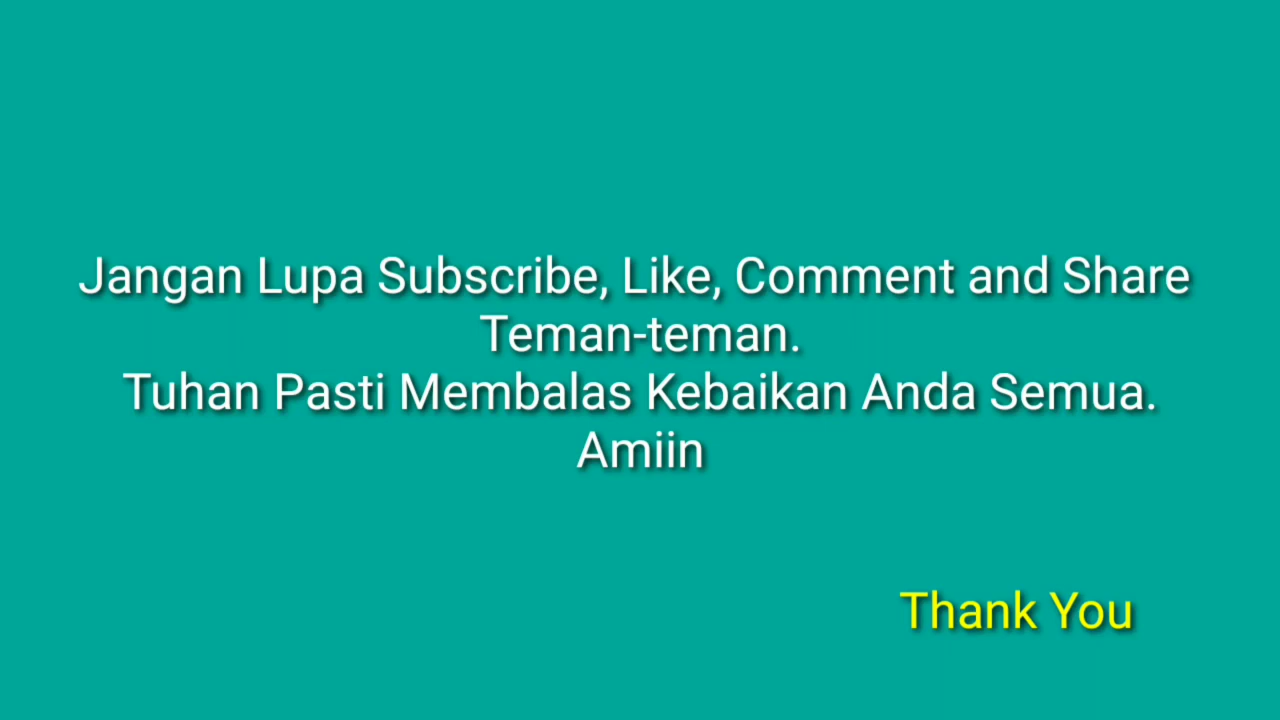 Jangan Lupa Subscribe, Like, Comment and Share
Teman-teman.
Tuhan Pasti Membalas Kebaikan Anda Semua.
Amiin
Thank You